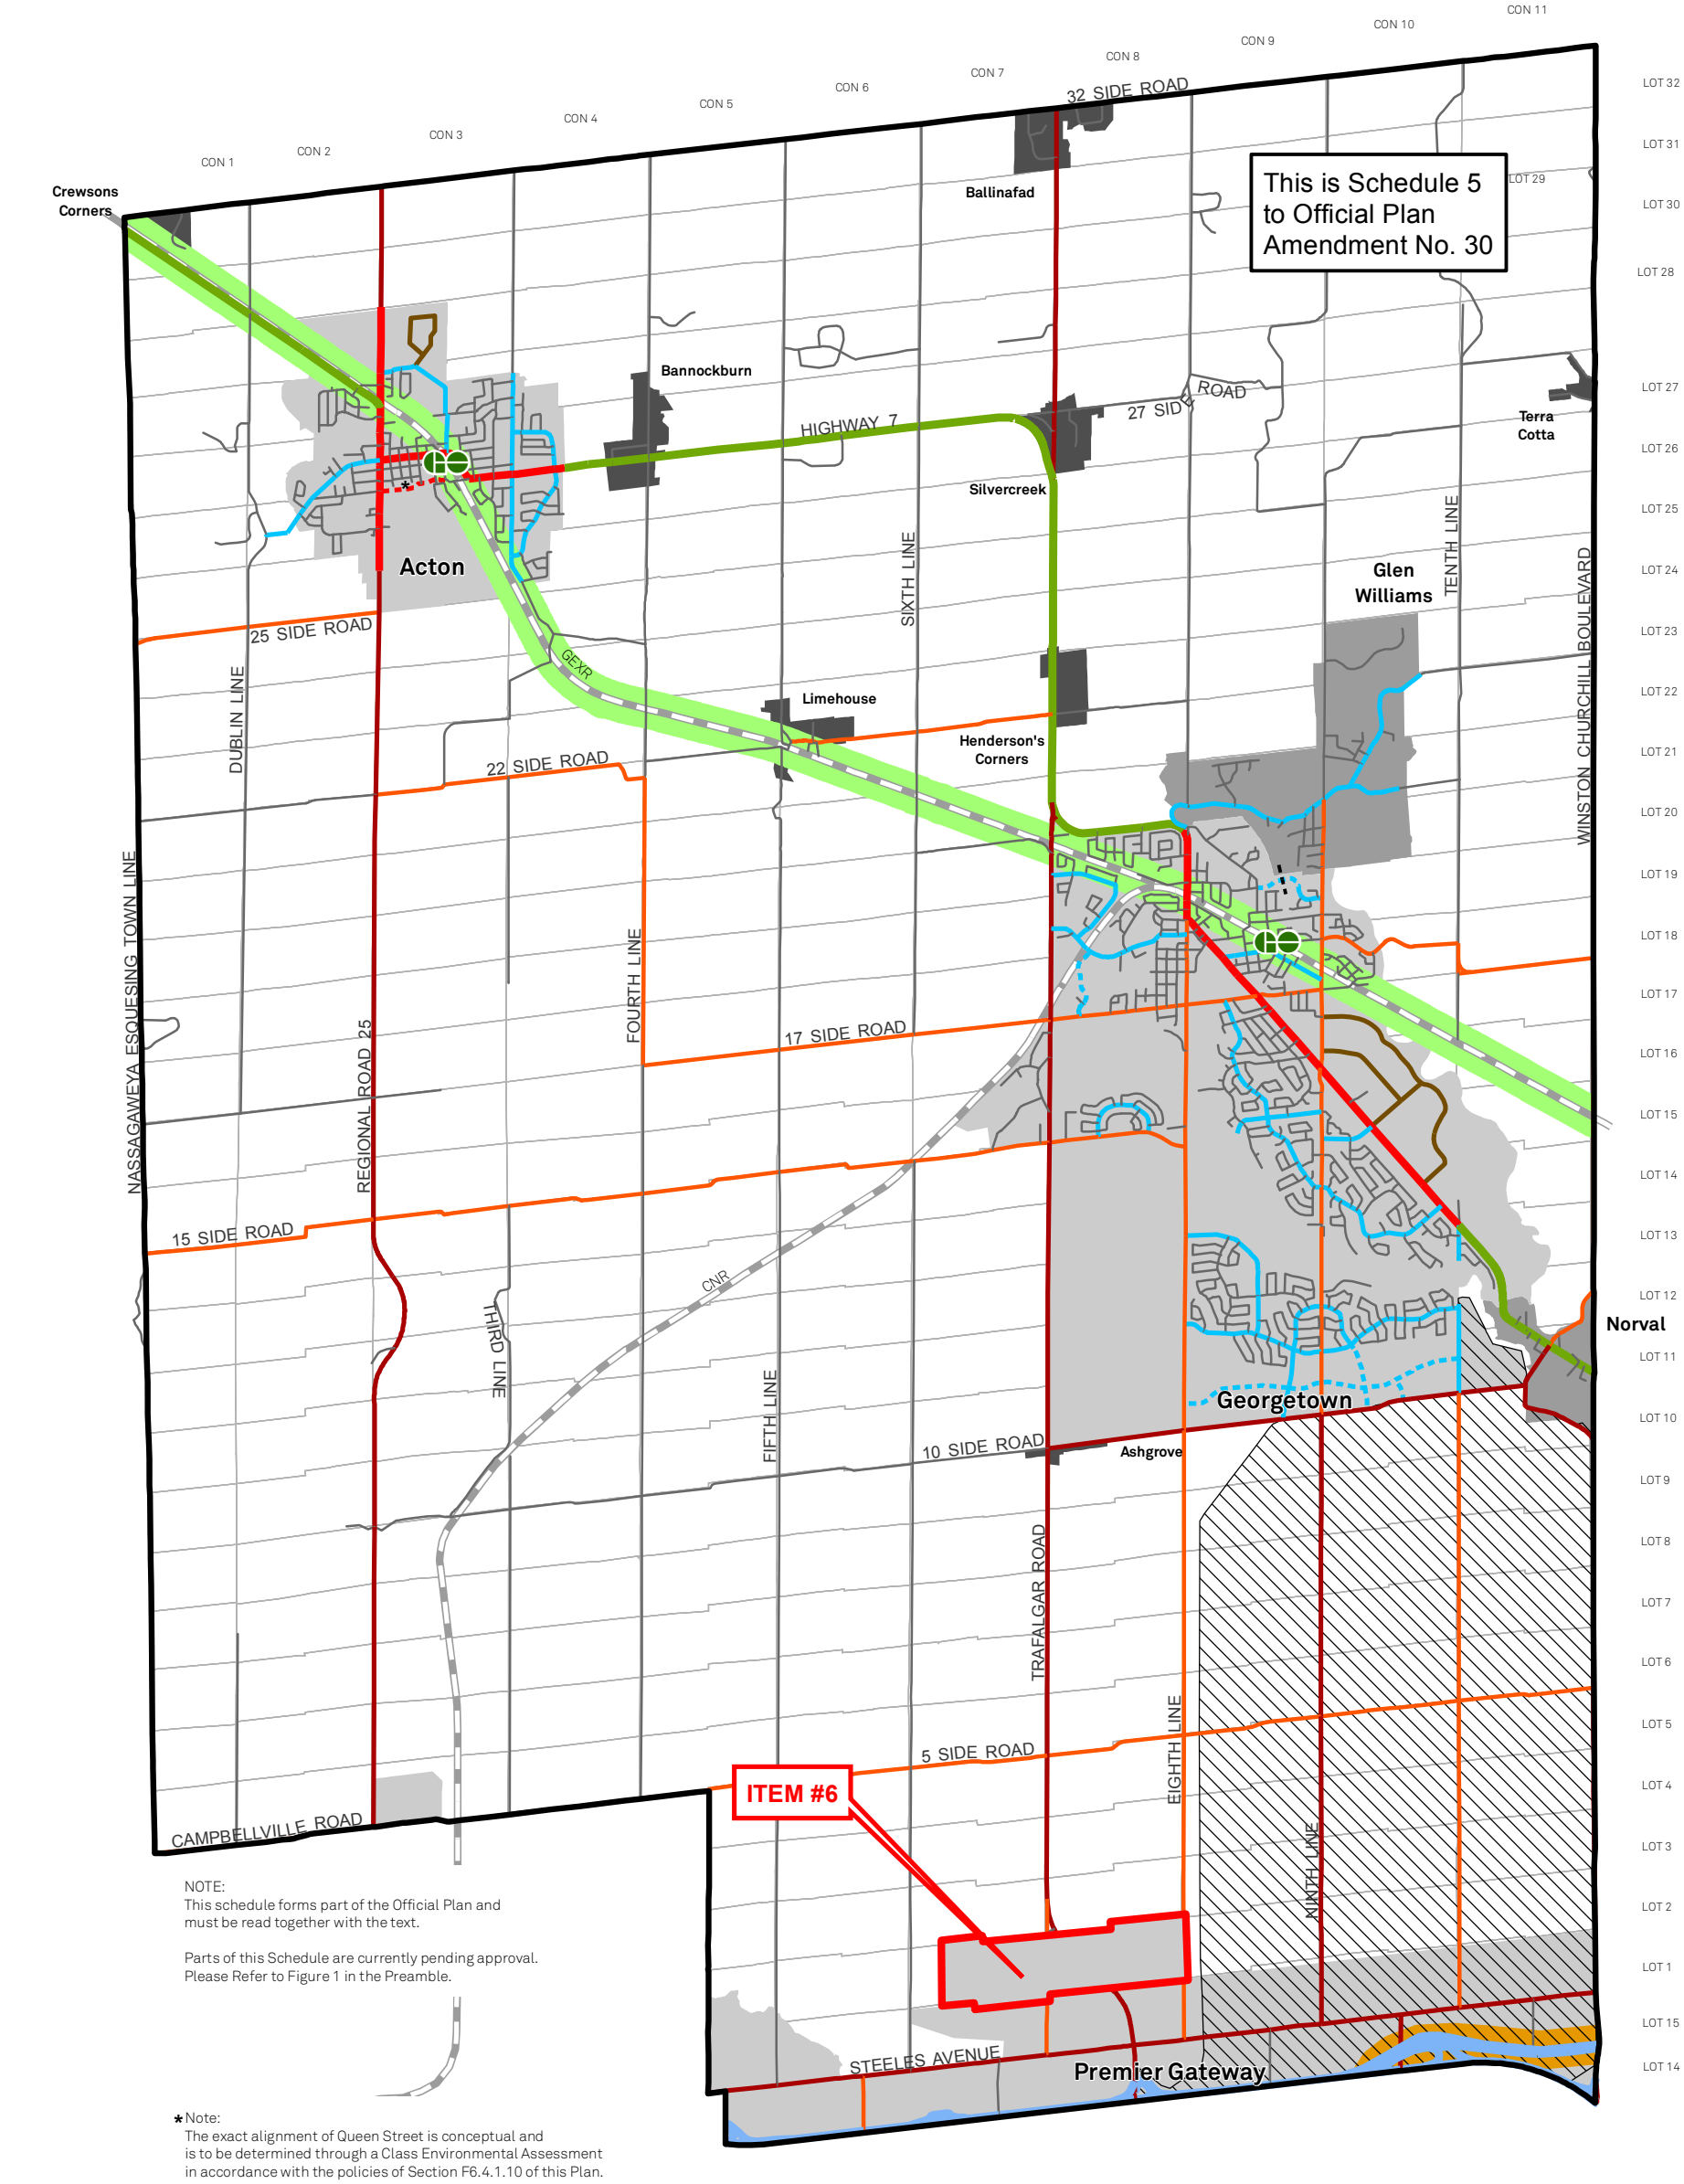 CON 11
CON 10
CON 9
CON 8
CON 7
CON 6
CON 5
CON 4
CON 3
CON 2
CON 1
32 SIDE ROAD
LOT 32
LOT 31
LOT 30
LOT 29
LOT 28
LOT 27
LOT 26
LOT 25
LOT 24
LOT 23
LOT 22
LOT 21
LOT 20
LOT 19
LOT 18
LOT 17
LOT 16
LOT 15
LOT 14
LOT 13
LOT 12
LOT 11
LOT 10
LOT 9
LOT 8
LOT 7
LOT 6
LOT 5
LOT 4
LOT 3
LOT 2
LOT 1
LOT 15
LOT 14
This is Schedule 5
to Official Plan
Amendment No. 30
Crewsons
Corners
Ballinafad
Bannockburn
HIGHWAY 7
27 SIDE ROAD
Terra
Cotta
Silvercreek
Acton
*
SIXTH LINE
TENTH LINE
Glen
Williams
WINSTON CHURCHILL BOULEVARD
25 SIDE ROAD
GEXR
DUBLIN LINE
Limehouse
Henderson's
Corners
22 SIDE ROAD
NASSAGAWEYA ESQUESING TOWN LINE
FOURTH LINE
17 SIDE ROAD
REGIONAL ROAD 25
15 SIDE ROAD
CNR
THIRD LINE
FIFTH LINE
Norval
Georgetown
10 SIDE ROAD
Ashgrove
TRAFALGAR ROAD
EIGHTH LINE
5 SIDE ROAD
ITEM #6
NINTH LINE
CAMPBELLVILLE ROAD
NOTE:
This schedule forms part of the Official Plan and
must be read together with the text.
Parts of this Schedule are currently pending approval.
Please Refer to Figure 1 in the Preamble.
STEELES AVENUE
Premier Gateway
*Note:
The exact alignment of Queen Street is conceptual and
is to be determined through a Class Environmental Assessment
in accordance with the policies of Section F6.4.1.10 of this Plan.